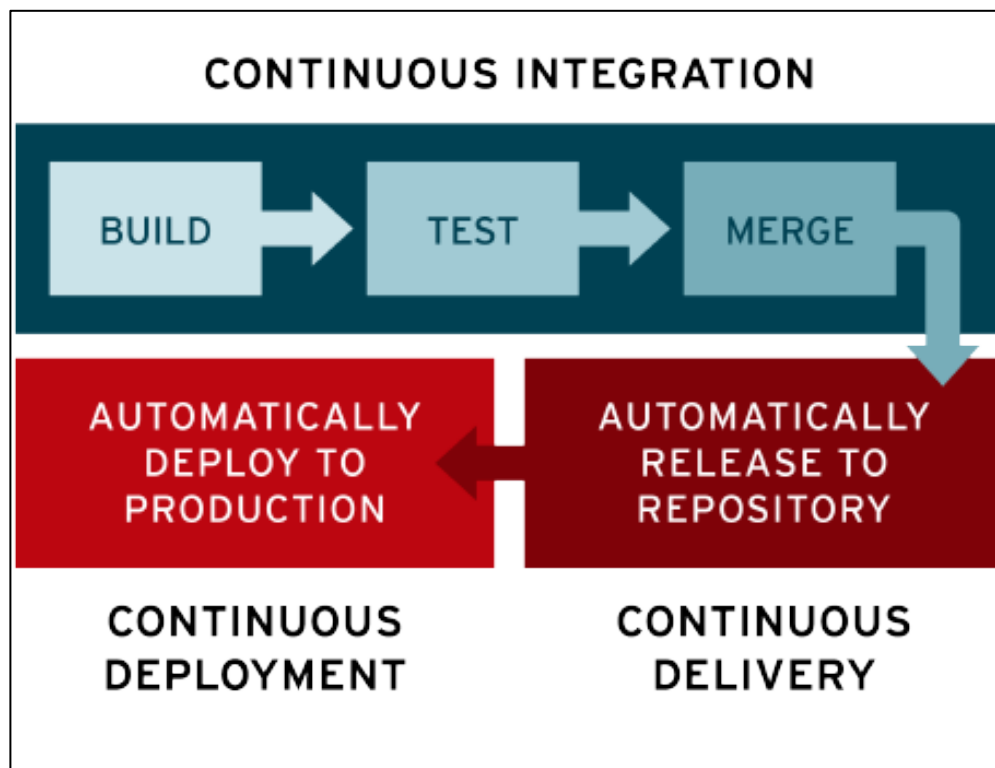 CONTINUOUS INTEGRATION
BUILD
TEST
MERGE
AUTOMATICALLY
DEPLOY TO
PRODUCTION
AUTOMATICALLY
RELEASE TO
REPOSITORY
CONTINUOUS
DEPLOYMENT
CONTINUOUS
DELIVERY